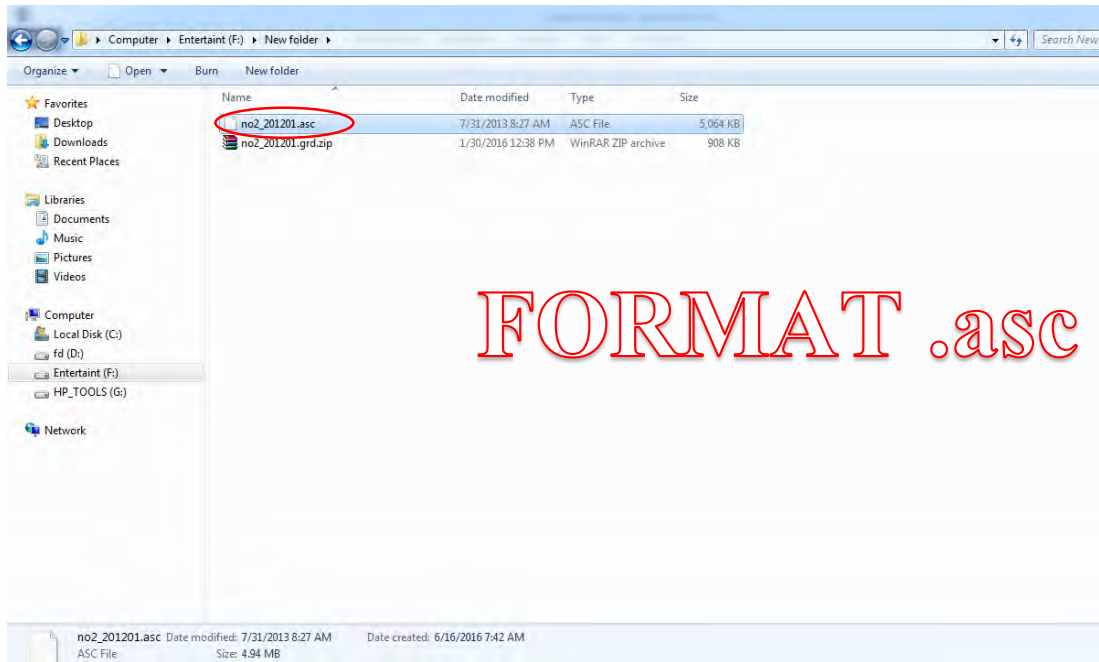 Computer ▸ Entertaint (F:) ▸ New folder ▸
Search New
Organize Open Burn New folder
Name Date modified Type Size
Favorites
Desktop
Downloads
Recent Places
Libraries
Documents
Music
Pictures
Videos
Computer
Local Disk (C:)
fd (D:)
Entertaint (F:)
HP_TOOLS (G:)
Network
no2_201201.asc 7/31/2013 8:27 AM ASC File 5,064 KB
no2_201201.grd.zip 1/30/2016 12:38 PM WinRAR ZIP archive 908 KB
FORMAT .asc
no2_201201.asc Date modified: 7/31/2013 8:27 AM Date created: 6/16/2016 7:42 AM
ASC File Size: 4.94 MB